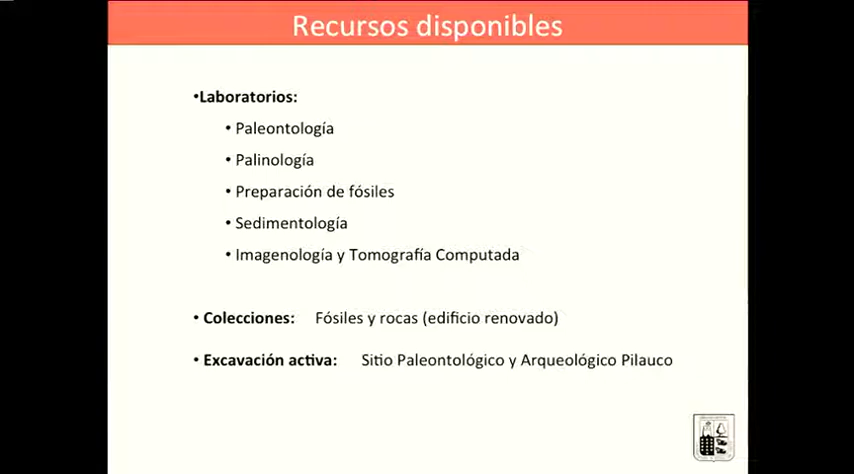 Recursos disponibles
•Laboratorios:
• Paleontología
• Palinología
• Preparación de fósiles
• Sedimentología
• Imagenología y Tomografía Computada
• Colecciones: Fósiles y rocas (edificio renovado)
• Excavación activa: Sitio Paleontológico y Arqueológico Pilauco